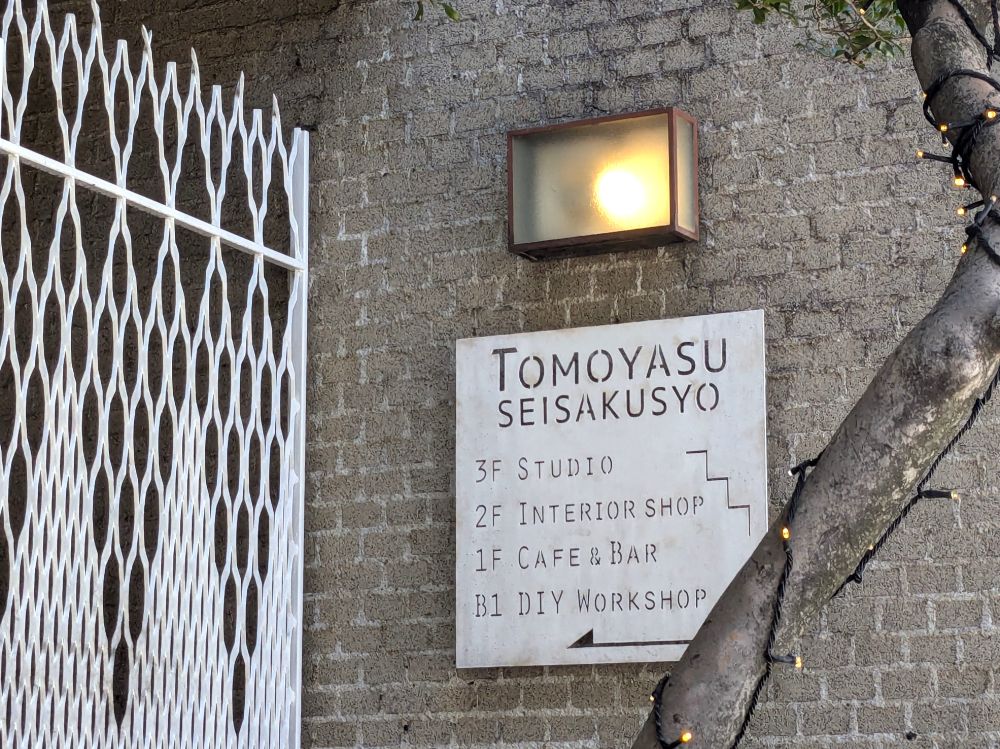 TOMOYASU
SEISAKUSYO
3F STUDIO
2F INTERIOR SHOP
1F CAFE & BAR
B1 DIY WORKSHOP